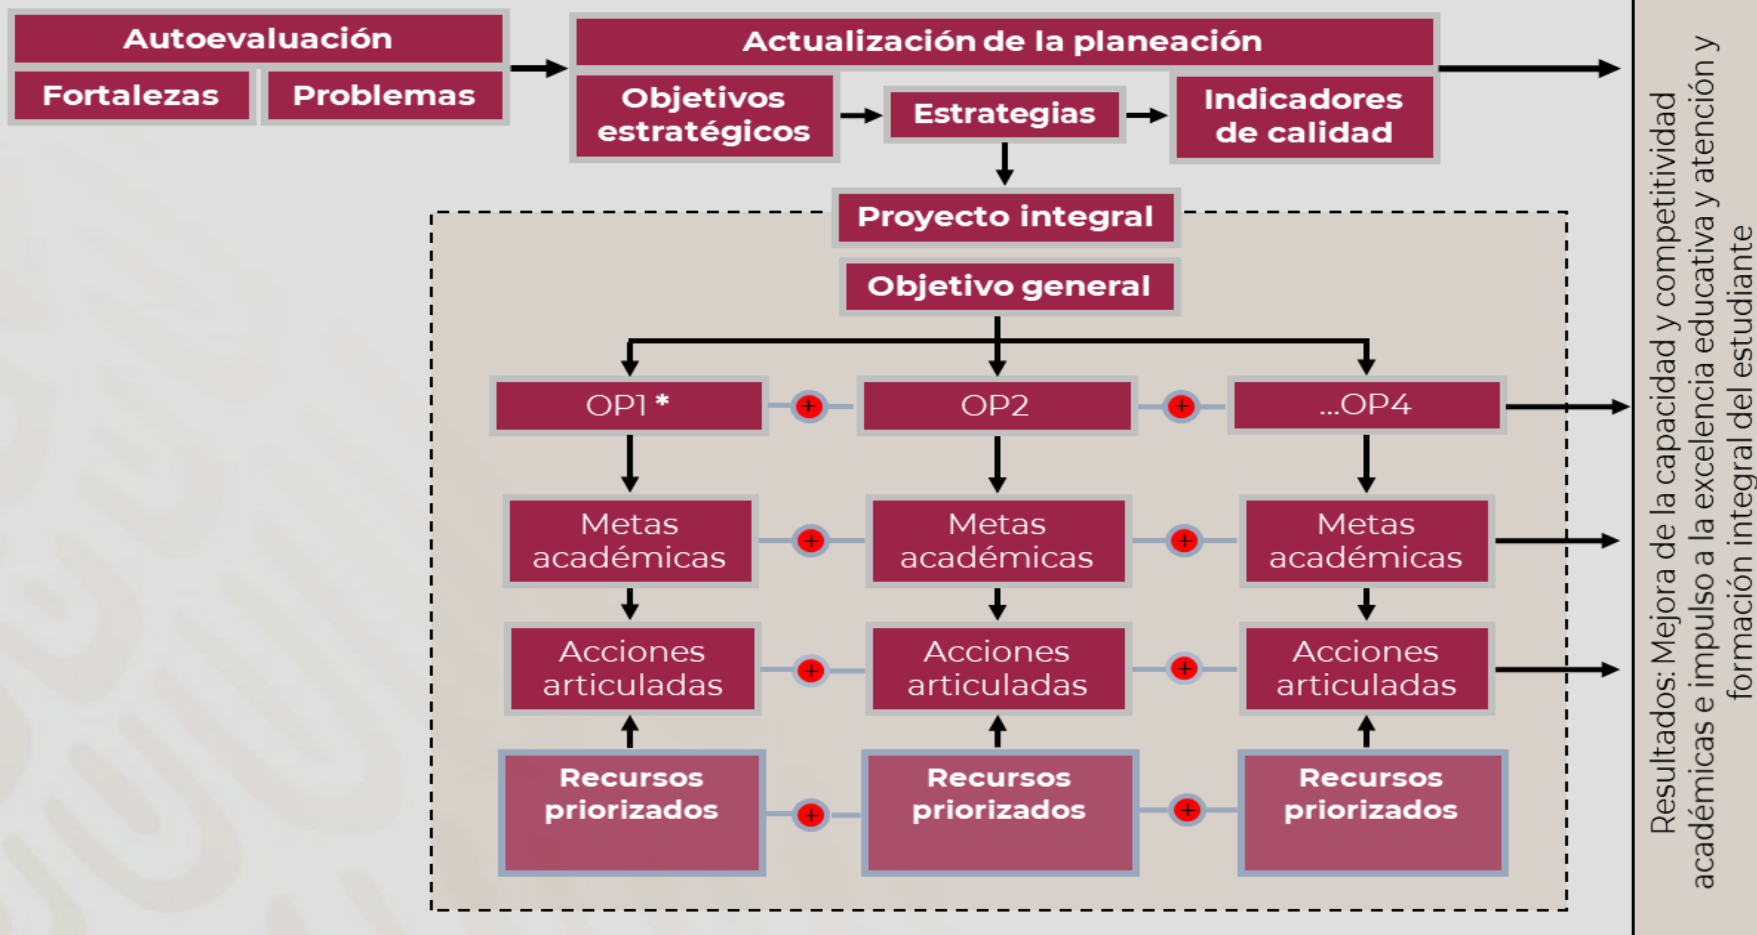 Autoevaluación
Fortalezas
Problemas
Actualización de la planeación
Objetivos
estratégicos
Estrategias
Indicadores
de calidad
Proyecto integral
Objetivo general
OP1 *
+
OP2
+
...OP4
Metas
académicas
+
Metas
académicas
+
Metas
académicas
Acciones
articuladas
+
Acciones
articuladas
+
Acciones
articuladas
Recursos
priorizados
+
Recursos
priorizados
+
Recursos
priorizados
Resultados: Mejora de la capacidad y competitividad
académicas e impulso a la excelencia educativa y atención y
formación integral del estudiante